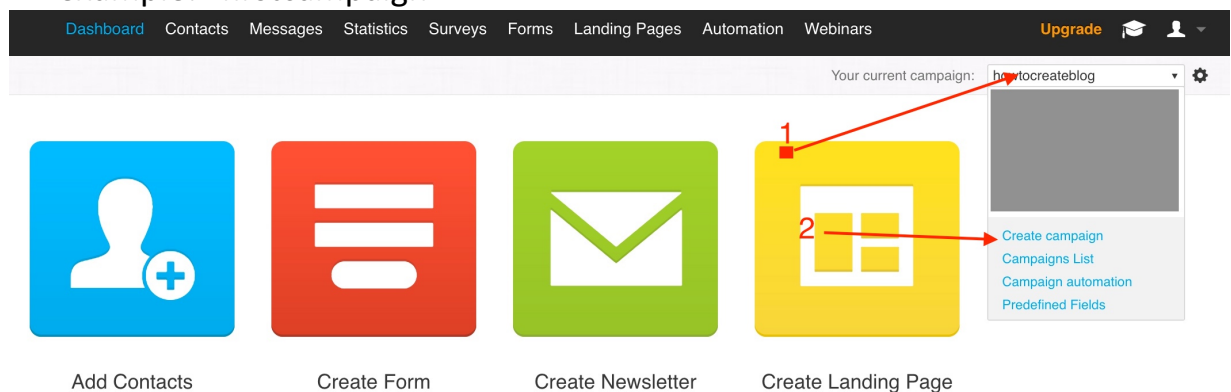 Dashboard Contacts Messages Statistics Surveys Forms Landing Pages Automation Webinars Upgrade
Your current campaign: howtocreateblog
1
2
Create campaign
Campaigns List
Campaign automation
Predefined Fields
Add Contacts Create Form Create Newsletter Create Landing Page